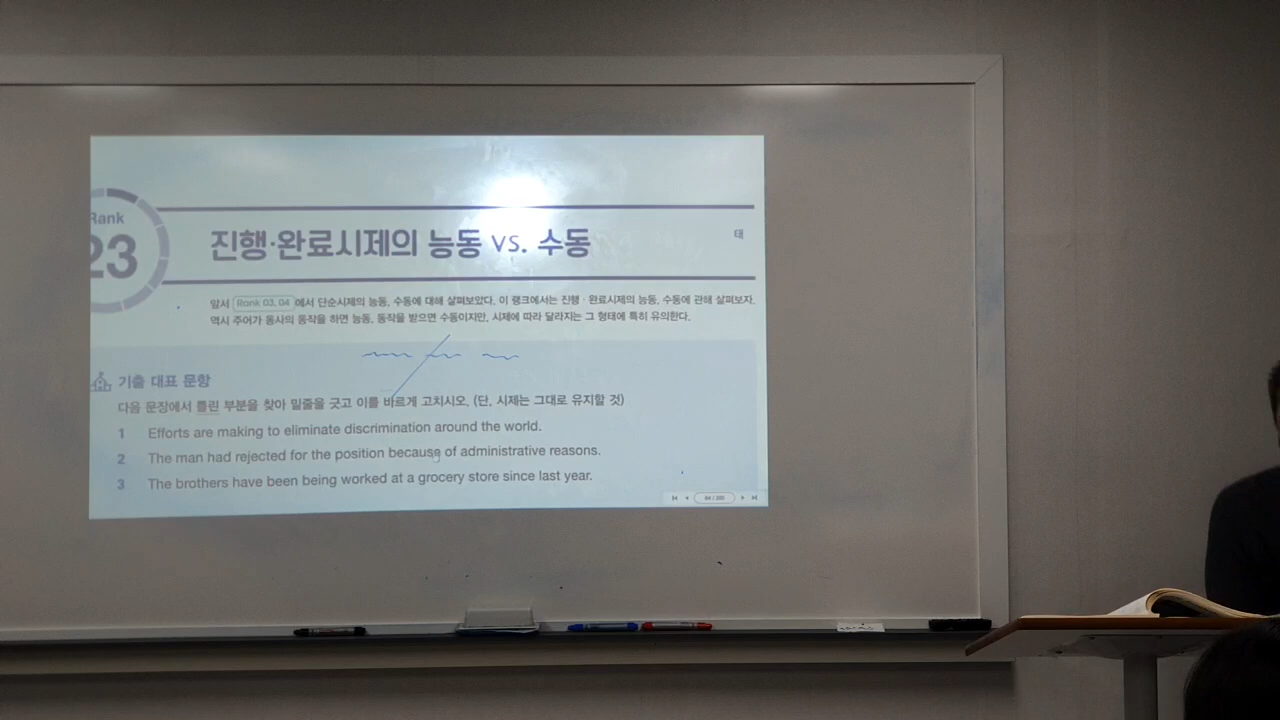 Rank
23
진행·완료시제의 능동 vs. 수동
태
앞서 Rank 03, 04 에서 단순시제의 능동, 수동에 대해 살펴보았다. 이 랭크에서는 진행·완료시제의 능동, 수동에 관해 살펴보자.
역시 주어가 동사의 동작을 하면 능동, 동작을 받으면 수동이지만, 시제에 따라 달라지는 그 형태에 특히 유의한다.
기출 대표 문항
다음 문장에서 틀린 부분을 찾아 밑줄을 긋고 이를 바르게 고치시오. (단, 시제는 그대로 유지할 것)
1 Efforts are making to eliminate discrimination around the world.
2 The man had rejected for the position because of administrative reasons.
3 The brothers have been being worked at a grocery store since last year.